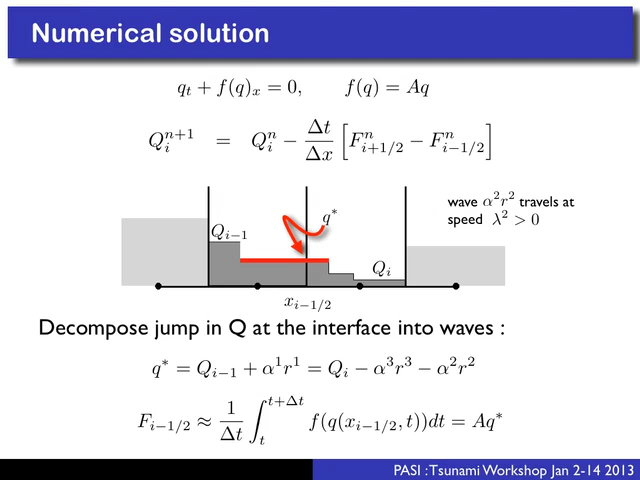 Numerical solution
q_t + f(q)_x = 0, f(q) = Aq
Q_i^{n+1} = Q_i^n − \frac{Δt}{Δx} [F_{i+1/2}^n − F_{i−1/2}^n]
wave α²r² travels at
speed λ² > 0
q*
Q_{i−1}
Q_i
x_{i−1/2}
Decompose jump in Q at the interface into waves :
q* = Q_{i−1} + α¹r¹ = Q_i − α³r³ − α²r²
F_{i−1/2} ≈ \frac{1}{Δt} ∫_t^{t+Δt} f(q(x_{i−1/2}, t))dt = Aq*
PASI : Tsunami Workshop Jan 2-14 2013